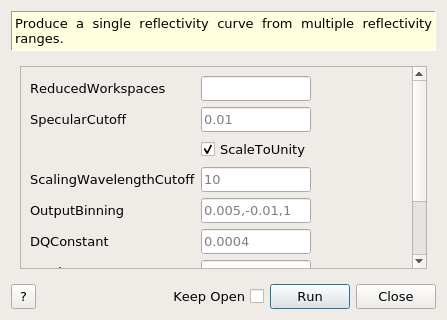 Produce a single reflectivity curve from multiple reflectivity
ranges.
ReducedWorkspaces
SpecularCutoff 0.01
ScaleToUnity
ScalingWavelengthCutoff 10
OutputBinning 0.005,-0.01,1
DQConstant 0.0004
? Keep Open Run Close